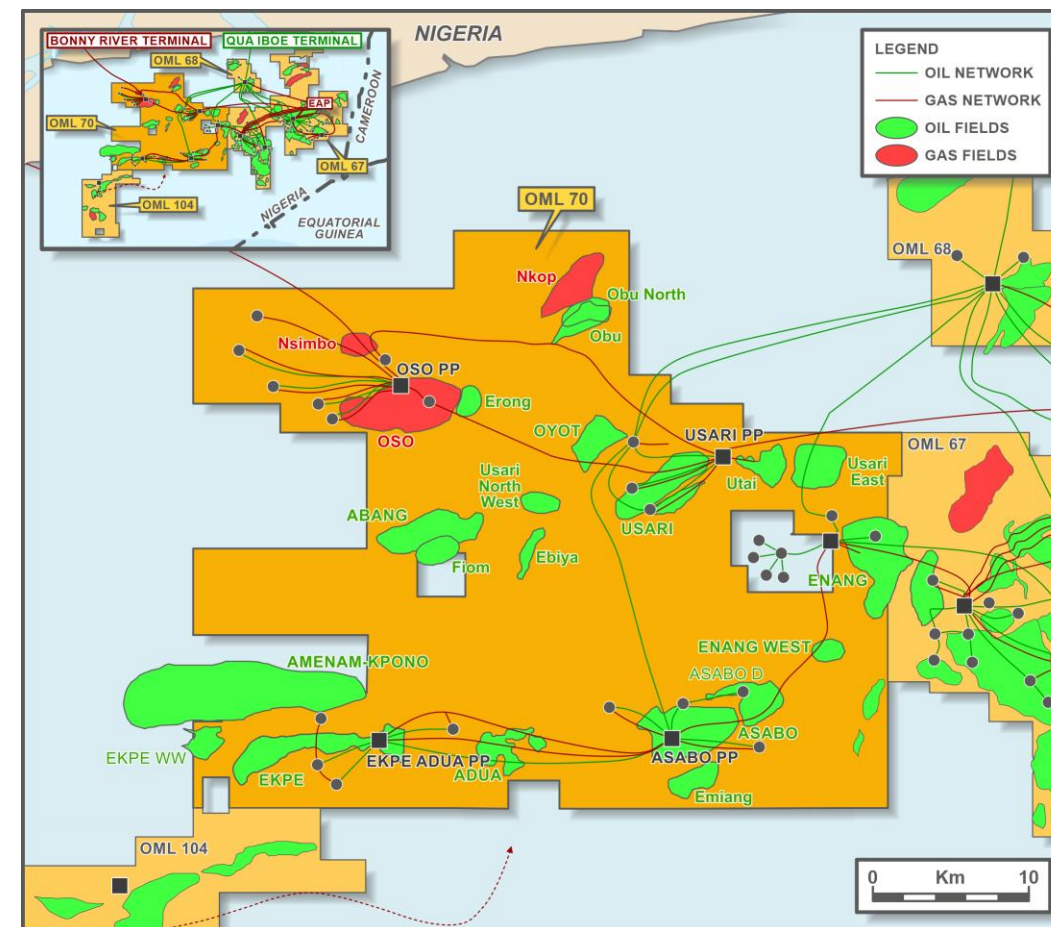 NIGERIA
BONNY RIVER TERMINAL
QUA IBOE TERMINAL
OML 68
EAP
CAMEROON
OML 70
OML 67
OML 104
NIGERIA
EQUATORIAL
GUINEA
LEGEND
OIL NETWORK
GAS NETWORK
OIL FIELDS
GAS FIELDS
OML 70
OML 68
Nkop
Obu North
Obu
Nsimbo
OSO PP
Erong
OSO
OYOT
USARI PP
OML 67
Usari
North
West
Utai
Usari
East
USARI
ABANG
Fiom
Ebiya
ENANG
ENANG WEST
AMENAM-KPONO
ASABO D
ASABO
EKPE WW
EKPE
EKPE ADUA PP
ADUA
ASABO PP
Emiang
OML 104
0 Km 10